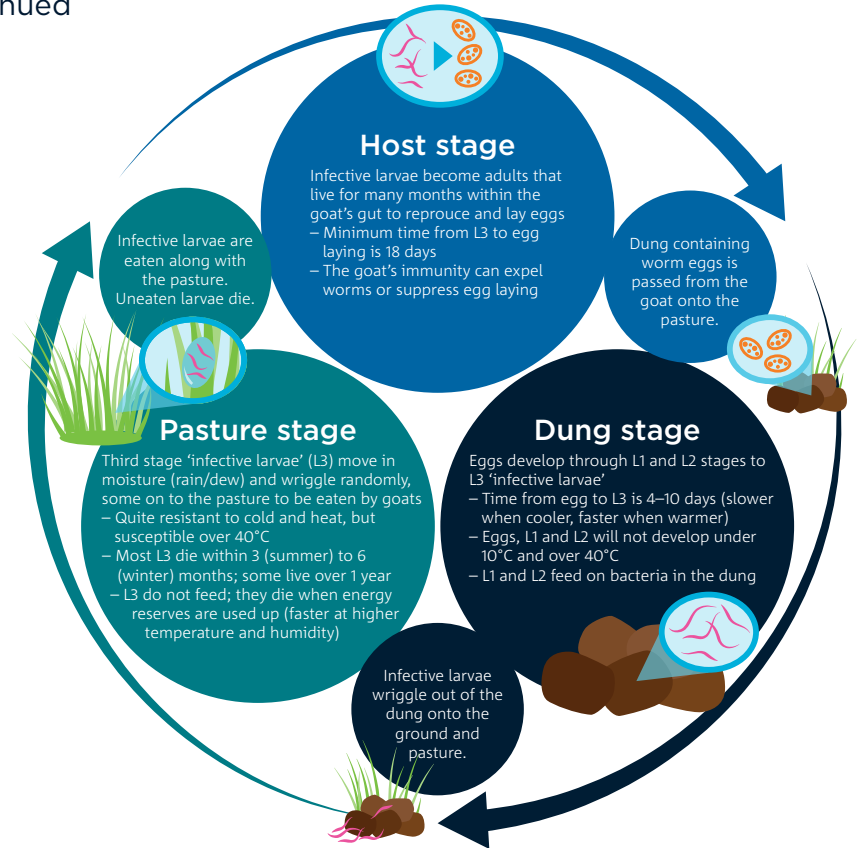 nued
Host stage
Infective larvae become adults that
live for many months within the
goat's gut to reprouce and lay eggs
– Minimum time from L3 to egg
laying is 18 days
– The goat's immunity can expel
worms or suppress egg laying
Dung containing
worm eggs is
passed from the
goat onto the
pasture.
Dung stage
Eggs develop through L1 and L2 stages to
L3 ‘infective larvae’
– Time from egg to L3 is 4–10 days (slower
when cooler, faster when warmer)
– Eggs, L1 and L2 will not develop under
10°C and over 40°C
– L1 and L2 feed on bacteria in the dung
Infective larvae
wriggle out of the
dung onto the
ground and
pasture.
Pasture stage
Third stage ‘infective larvae’ (L3) move in
moisture (rain/dew) and wriggle randomly,
some on to the pasture to be eaten by goats
– Quite resistant to cold and heat, but
susceptible over 40°C
– Most L3 die within 3 (summer) to 6
(winter) months; some live over 1 year
– L3 do not feed; they die when energy
reserves are used up (faster at higher
temperature and humidity)
Infective larvae are
eaten along with
the pasture.
Uneaten larvae die.